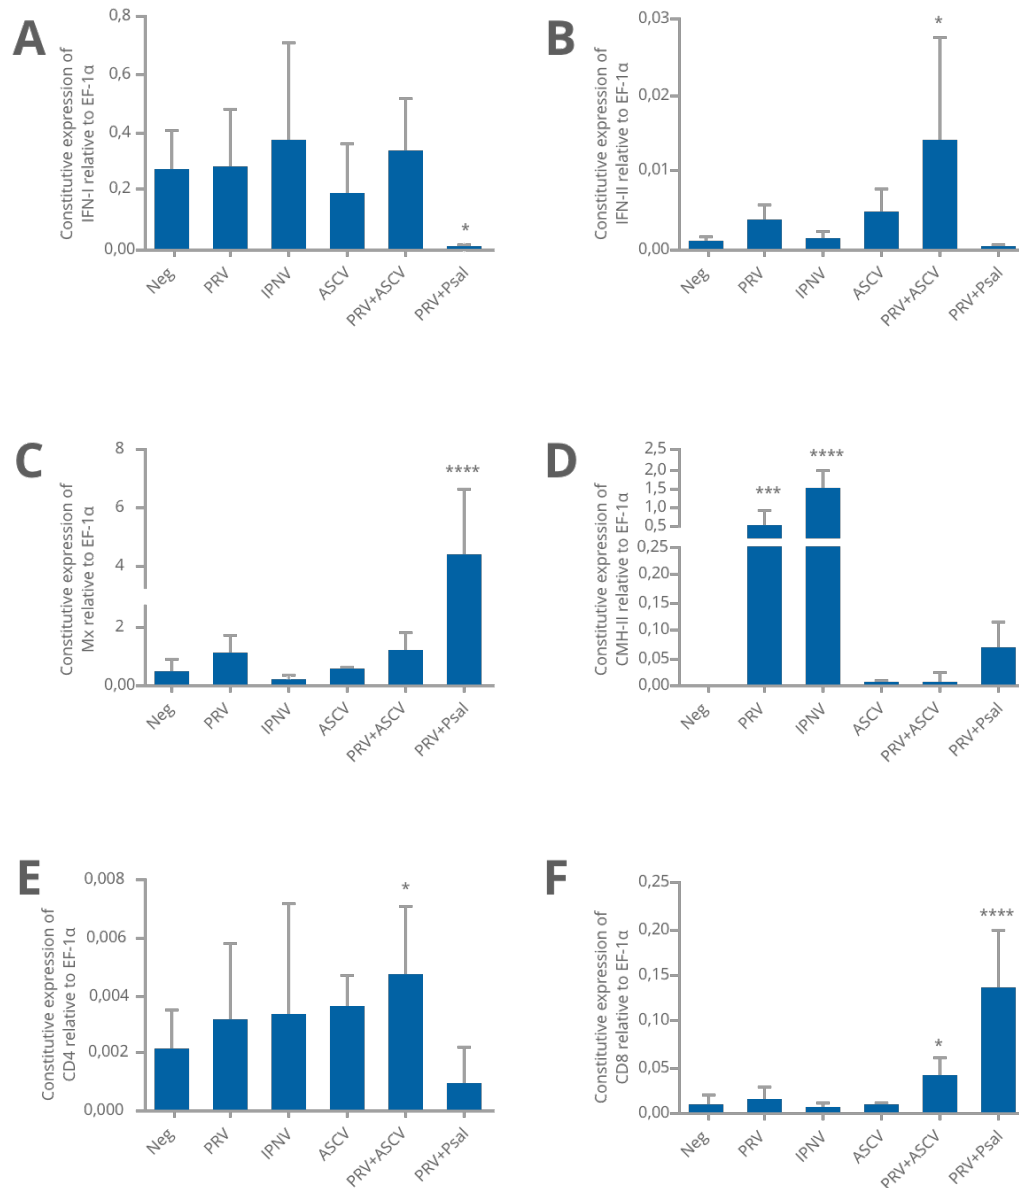 A
Constitutive expression of
IFN-I relative to EF-1α
0,8
0,6
0,4
0,2
0,00
*
Neg
PRV
IPNV
ASCV
PRV+ASCV
PRV+Psal
B
Constitutive expression of
IFN-II relative to EF-1α
0,03
0,02
0,01
0,00
*
Neg
PRV
IPNV
ASCV
PRV+ASCV
PRV+Psal
C
Constitutive expression of
Mx relative to EF-1α
8
6
4
2
0,00
****
Neg
PRV
IPNV
ASCV
PRV+ASCV
PRV+Psal
D
Constitutive expression of
CMH-II relative to EF-1α
2,5
2,0
1,5
1,0
0,5
0,25
0,20
0,15
0,10
0,05
0,00
***
****
Neg
PRV
IPNV
ASCV
PRV+ASCV
PRV+Psal
E
Constitutive expression of
CD4 relative to EF-1α
0,008
0,006
0,004
0,002
0,000
*
Neg
PRV
IPNV
ASCV
PRV+ASCV
PRV+Psal
F
Constitutive expression of
CD8 relative to EF-1α
0,25
0,20
0,15
0,10
0,05
0,00
*
****
Neg
PRV
IPNV
ASCV
PRV+ASCV
PRV+Psal